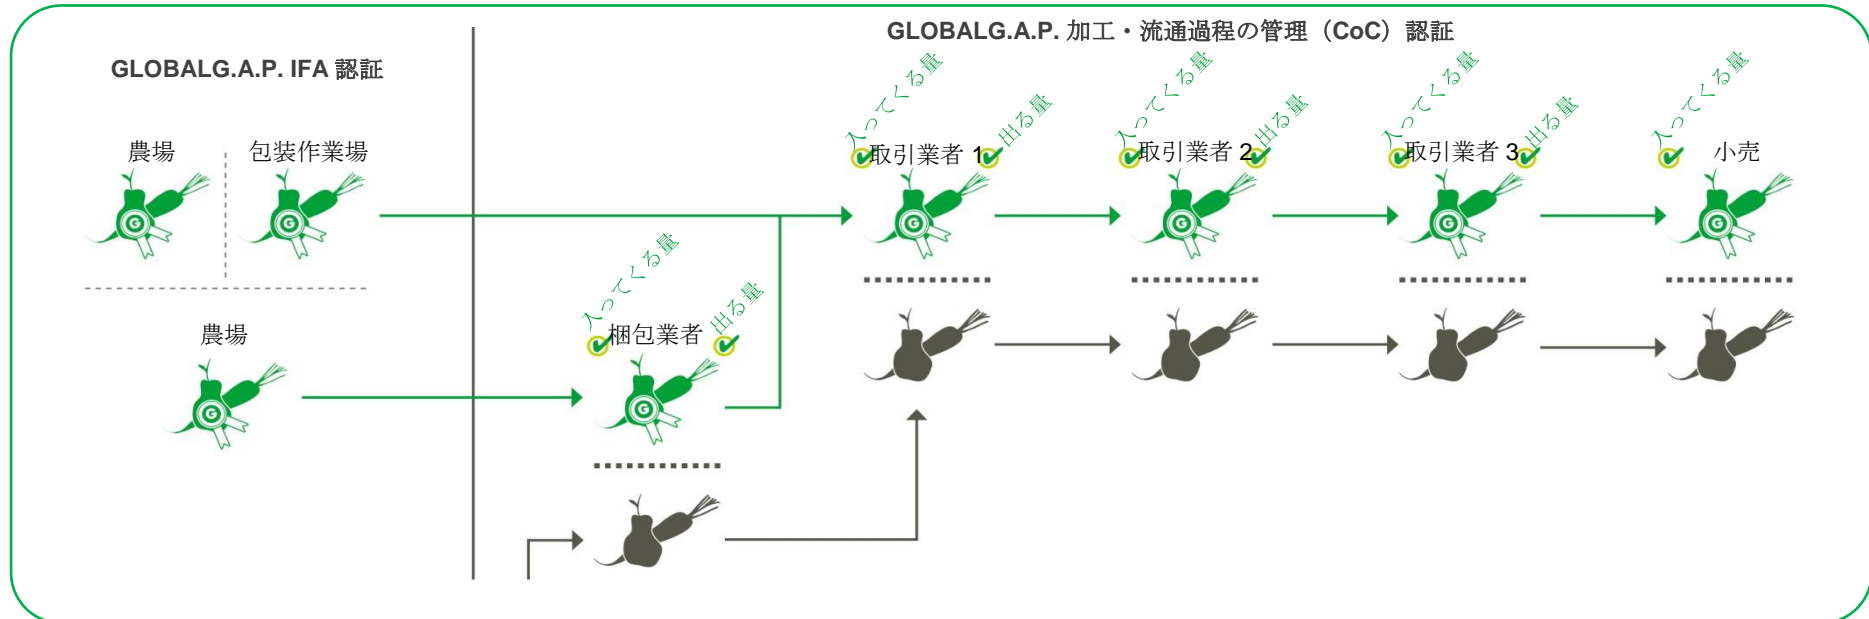 GLOBALG.A.P. 加工・流通過程の管理（CoC）認証
GLOBALG.A.P. IFA 認証
農場
包装作業場
入ってくる量
出る量
取引業者 1
入ってくる量
出る量
取引業者 2
入ってくる量
出る量
取引業者 3
入ってくる量
小売
G
G
G
G
G
G
農場
入ってくる量
出る量
梱包業者
G
G